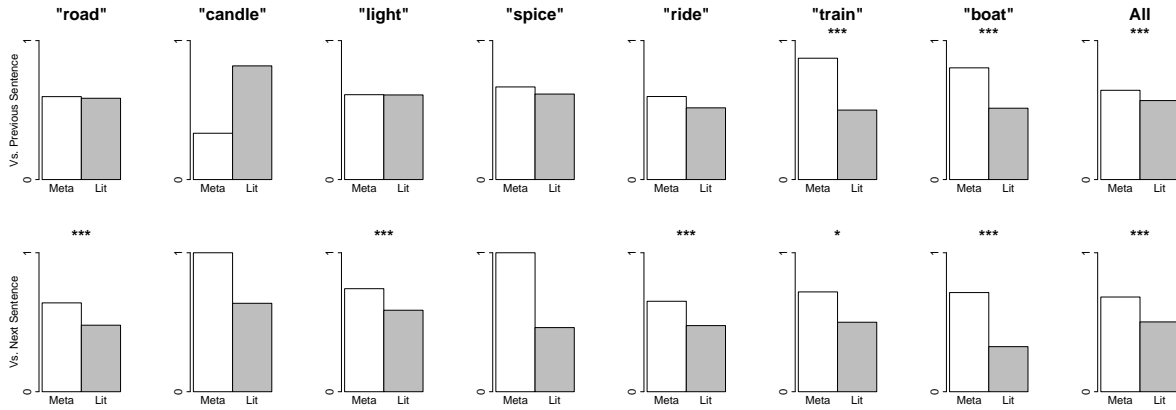 "road" "candle" "light" "spice" "ride" "train" "boat" All
*** *** ***
Vs. Previous Sentence
1 1 1 1 1 1 1 1
0 0 0 0 0 0 0 0
Meta Lit Meta Lit Meta Lit Meta Lit Meta Lit Meta Lit Meta Lit Meta Lit
*** *** *** * *** ***
Vs. Next Sentence
1 1 1 1 1 1 1 1
0 0 0 0 0 0 0 0
Meta Lit Meta Lit Meta Lit Meta Lit Meta Lit Meta Lit Meta Lit Meta Lit